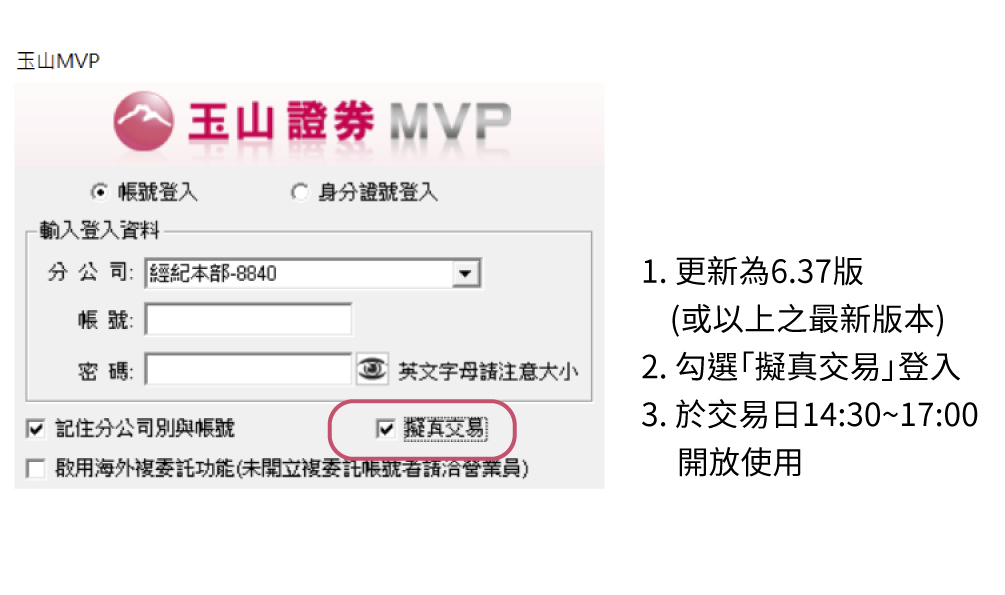 玉山MVP
玉山證券 MVP
帳號登入 身分證號登入
輸入登入資料
分 公 司: 經紀本部-8840
帳 號:
密 碼: 英文字母請注意大小
記住分公司別與帳號 擬真交易
啟用海外複委託功能(未開立複委託帳號者請洽營業員)
1. 更新為6.37版
(或以上之最新版本)
2. 勾選「擬真交易」登入
3. 於交易日14:30~17:00
開放使用